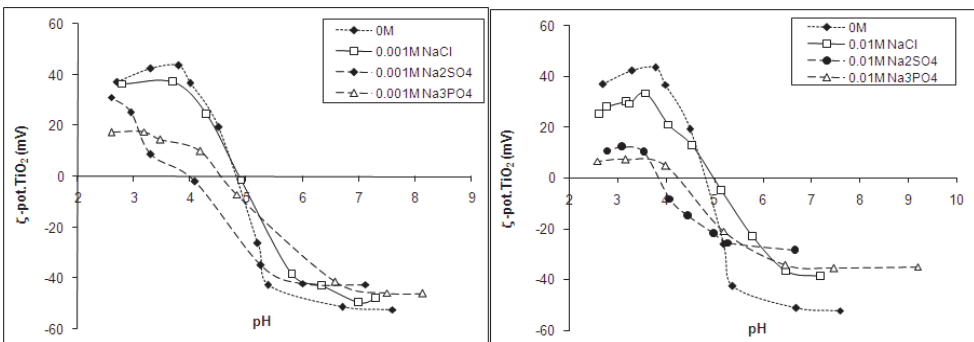 60
40
20
0
-20
-40
-60
2
3
4
5
6
7
8
9
ζ-pot.TiO2 (mV)
pH
0M
0.001M NaCl
0.001M Na2SO4
0.001M Na3PO4
60
40
20
0
-20
-40
-60
2
3
4
5
6
7
8
9
10
ζ-pot.TiO2 (mV)
pH
0M
0.01M NaCl
0.01M Na2SO4
0.01M Na3PO4